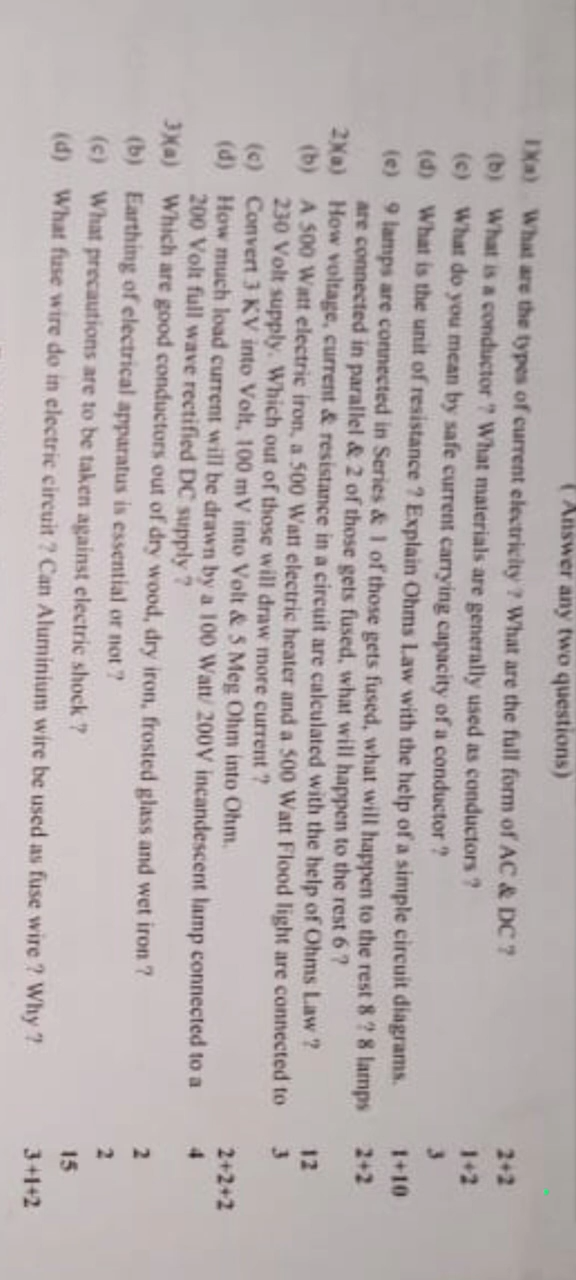 ( Answer any two questions)
1)(a) What are the types of current electricity ? What are the full form of AC & DC ? 2+2
(b) What is a conductor ? What materials are generally used as conductors ? 1+2
(c) What do you mean by safe current carrying capacity of a conductor ? 3
(d) What is the unit of resistance ? Explain Ohms Law with the help of a simple circuit diagrams. 1+10
(e) 9 lamps are connected in Series & 1 of those gets fused, what will happen to the rest 8 ? 8 lamps 2+2
are connected in parallel & 2 of those gets fused, what will happen to the rest 6 ?
2)(a) How voltage, current & resistance in a circuit are calculated with the help of Ohms Law ? 12
(b) A 500 Watt electric iron, a 500 Watt electric heater and a 500 Watt Flood light are connected to 3
230 Volt supply. Which out of those will draw more current ?
(c) Convert 3 KV into Volt, 100 mV into Volt & 5 Meg Ohm into Ohm. 2+2+2
(d) How much load current will be drawn by a 100 Watt/ 200V incandescent lamp connected to a 4
200 Volt full wave rectified DC supply ?
3)(a) Which are good conductors out of dry wood, dry iron, frosted glass and wet iron ? 2
(b) Earthing of electrical apparatus is essential or not ? 2
(c) What precautions are to be taken against electric shock ? 15
(d) What fuse wire do in electric circuit ? Can Aluminium wire be used as fuse wire ? Why ? 3+1+2